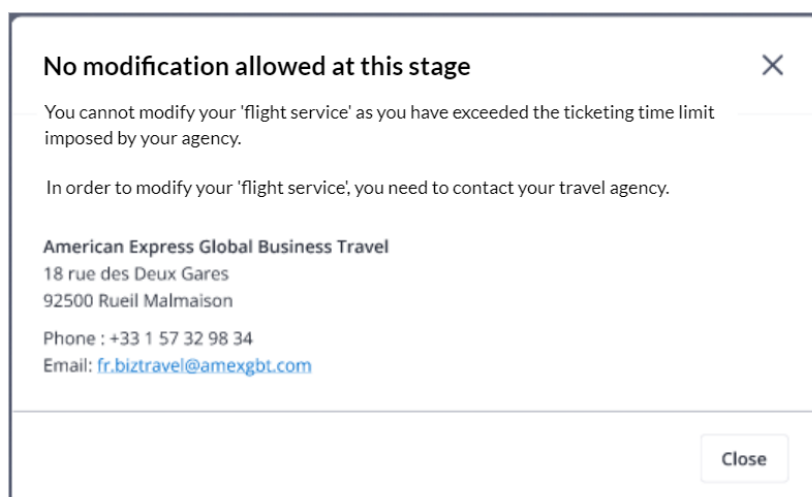 No modification allowed at this stage
You cannot modify your 'flight service' as you have exceeded the ticketing time limit
imposed by your agency.
In order to modify your 'flight service', you need to contact your travel agency.
American Express Global Business Travel
18 rue des Deux Gares
92500 Rueil Malmaison
Phone : +33 1 57 32 98 34
Email: fr.biztravel@amexgbt.com
Close